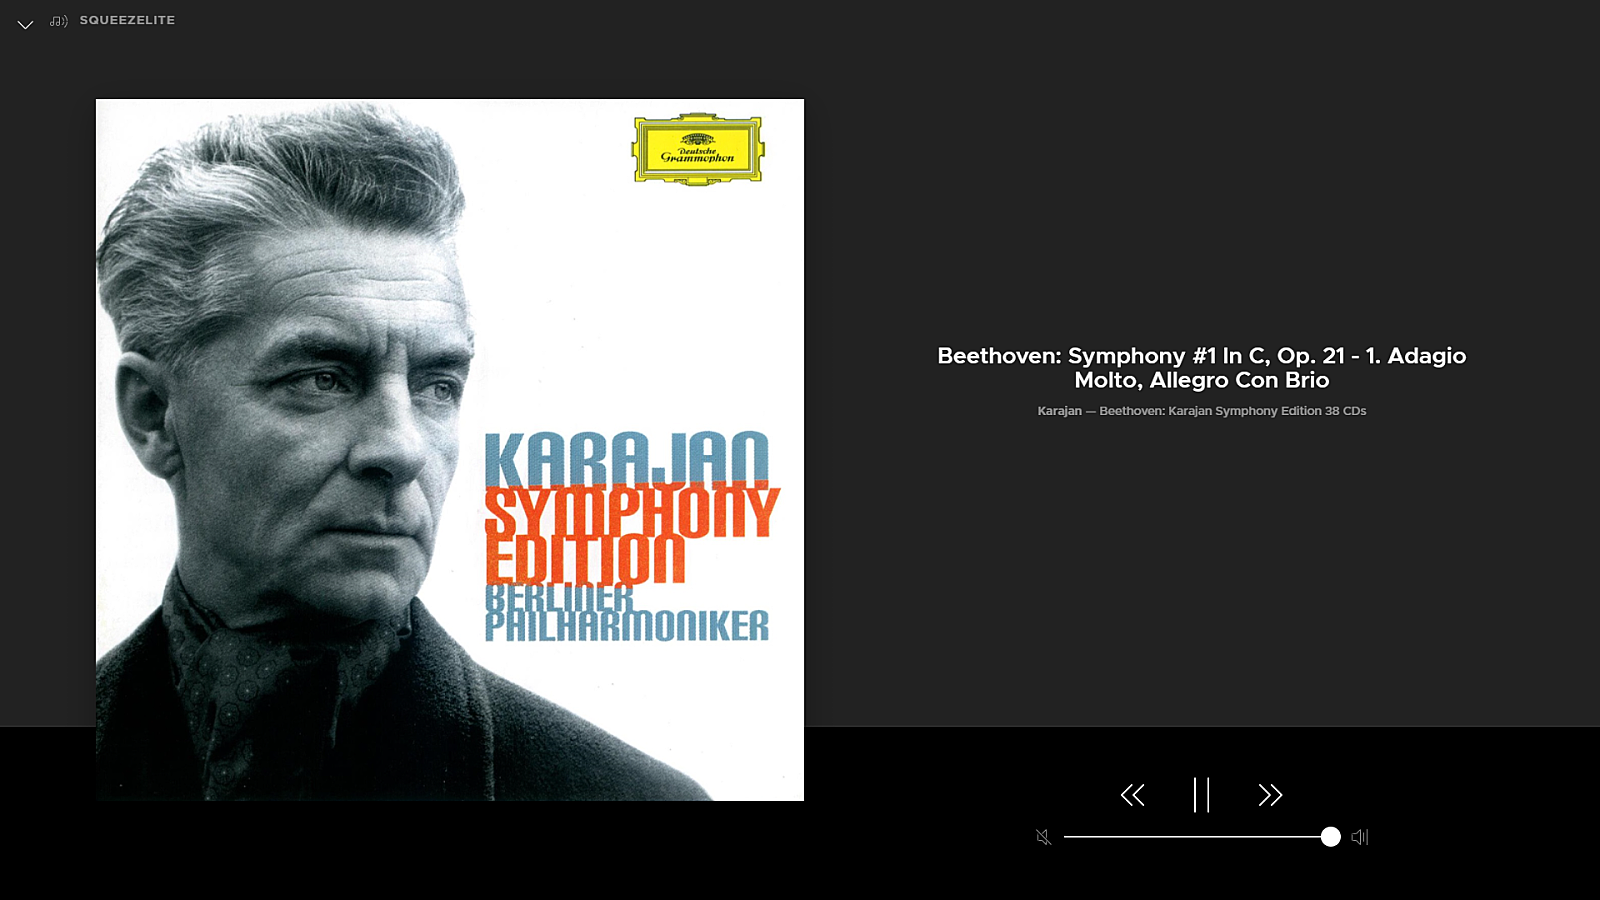 SQUEEZELITE
Deutsche
Grammophon
KARAJAN
SYMPHONY
EDITION
BERLINER
PHILHARMONIKER
Beethoven: Symphony #1 In C, Op. 21 - 1. Adagio
Molto, Allegro Con Brio
Karajan — Beethoven: Karajan Symphony Edition 38 CDs